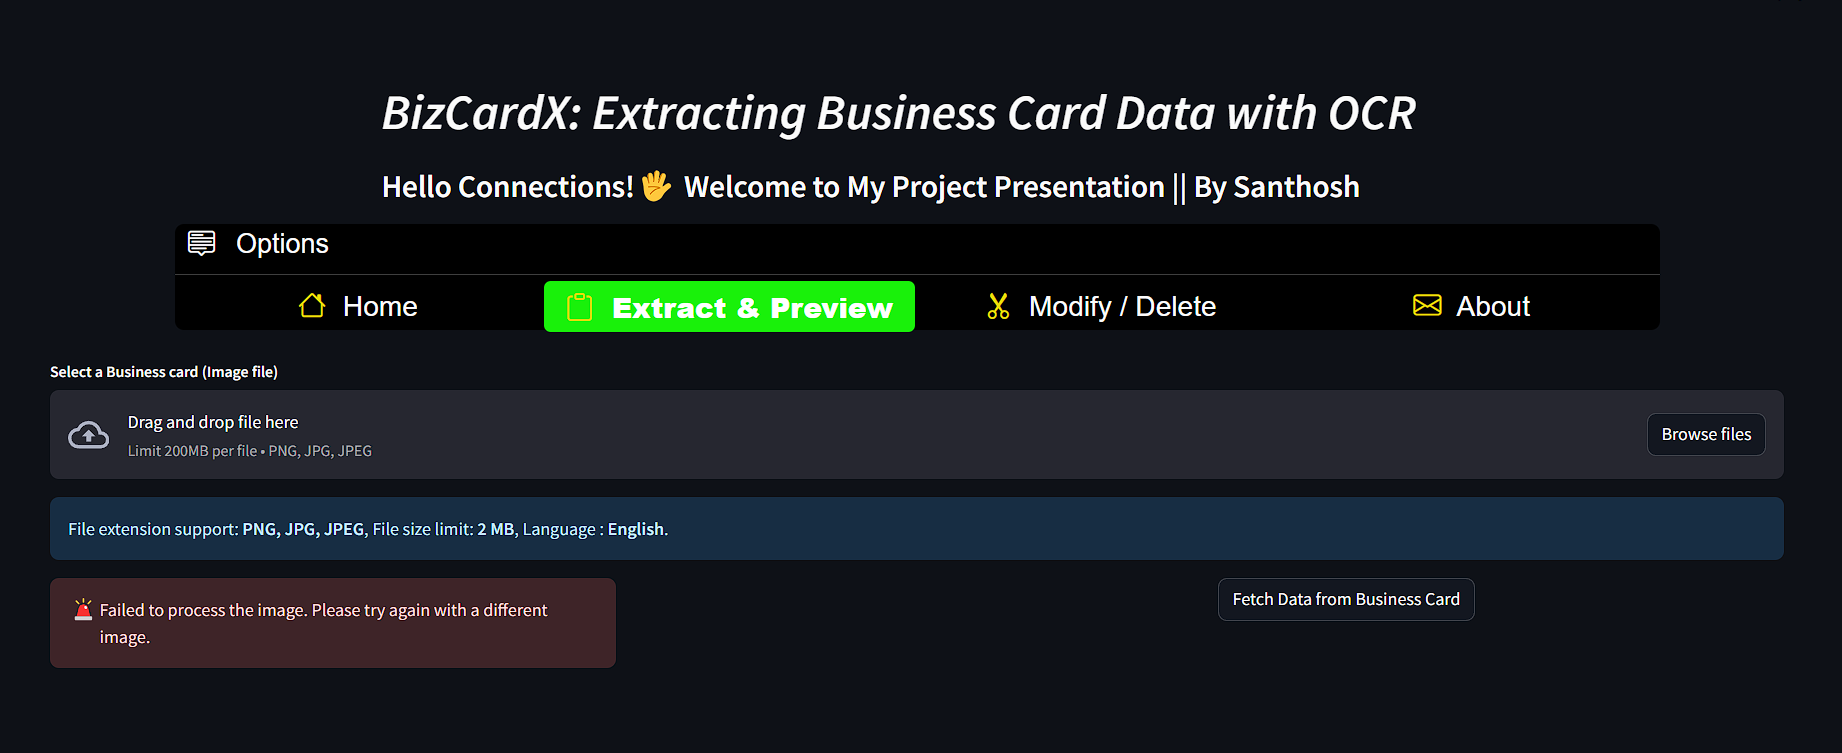 BizCardX: Extracting Business Card Data with OCR
Hello Connections!🖐️ Welcome to My Project Presentation || By Santhosh
Options
Home
Extract & Preview
Modify / Delete
About
Select a Business card (Image file)
Drag and drop file here
Limit 200MB per file • PNG, JPG, JPEG
Browse files
File extension support: PNG, JPG, JPEG, File size limit: 2 MB, Language : English.
🚨 Failed to process the image. Please try again with a different
image.
Fetch Data from Business Card